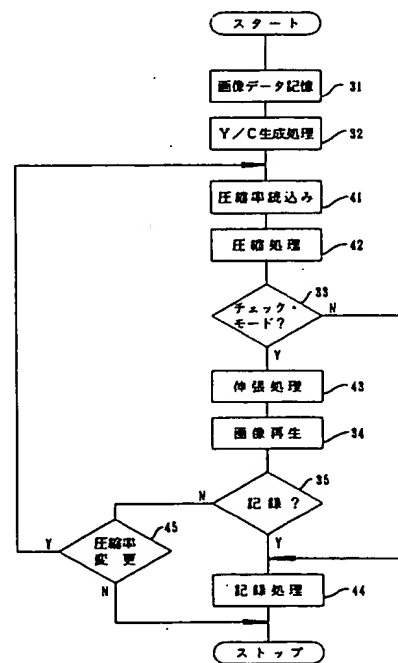 スタート
画像データ記憶
31
Y/C生成処理
32
圧縮率読込み
41
圧縮処理
42
チェック・
モード?
33
N
Y
伸張処理
43
画像再生
34
記録?
35
N
Y
圧縮率
変更
45
Y
N
記録処理
44
ストップ